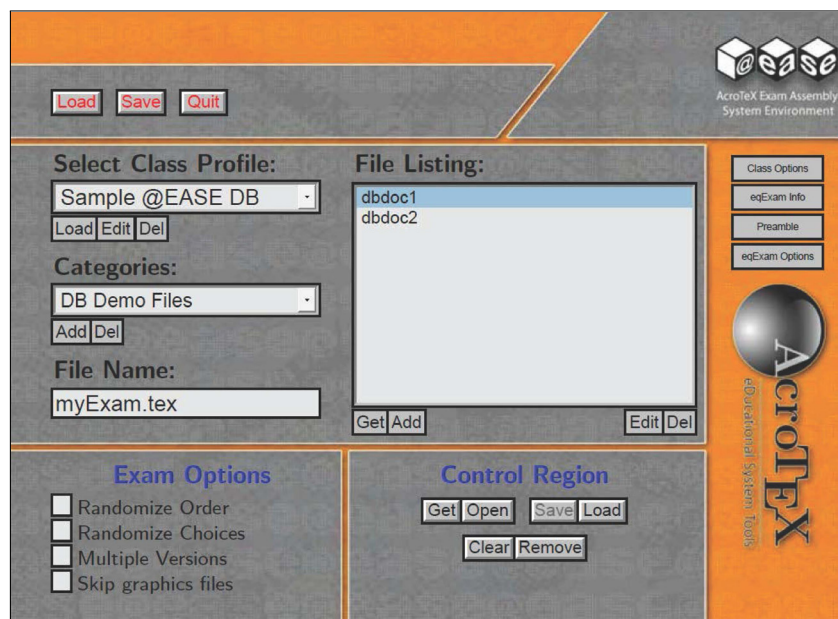 @ease
AcroTeX Exam Assembly
System Environment
Load Save Quit
Select Class Profile:
Sample @EASE DB
Load Edit Del
Categories:
DB Demo Files
Add Del
File Name:
myExam.tex
File Listing:
dbdoc1
dbdoc2
Get Add Edit Del
Class Options
eqExam Info
Preamble
eqExam Options
AcroTEX
eDucational System Tools
Exam Options
Randomize Order
Randomize Choices
Multiple Versions
Skip graphics files
Control Region
Get Open Save Load
Clear Remove